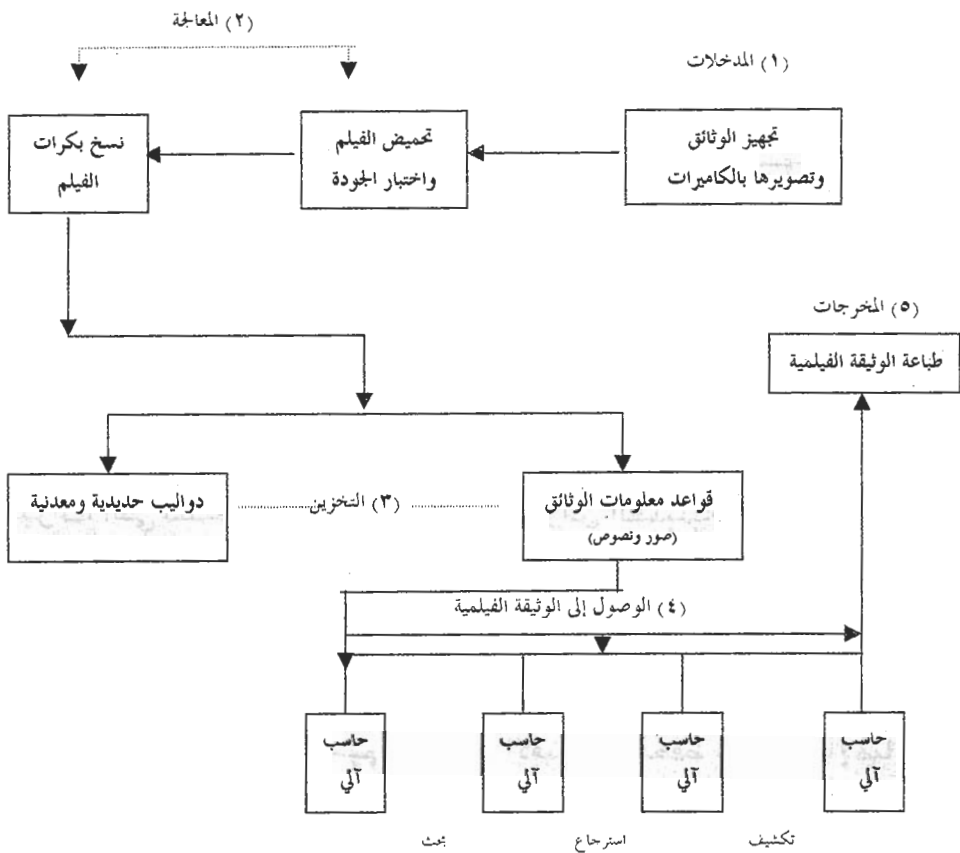 (٢) المعالجة
(١) المدخلات
تجهيز الوثائق
وتصويرها بالكاميرات
تحميض الفيلم
واختبار الجودة
نسخ بكرات
الفيلم
(٥) المخرجات
طباعة الوثيقة الفيلمية
قواعد معلومات الوثائق
(صور ونصوص)
(٣) التخزين
دواليب حديدية ومعدنية
(٤) الوصول إلى الوثيقة الفيلمية
حاسب
آلي
حاسب
آلي
حاسب
آلي
حاسب
آلي
تكشيف
استرجاع
بحث